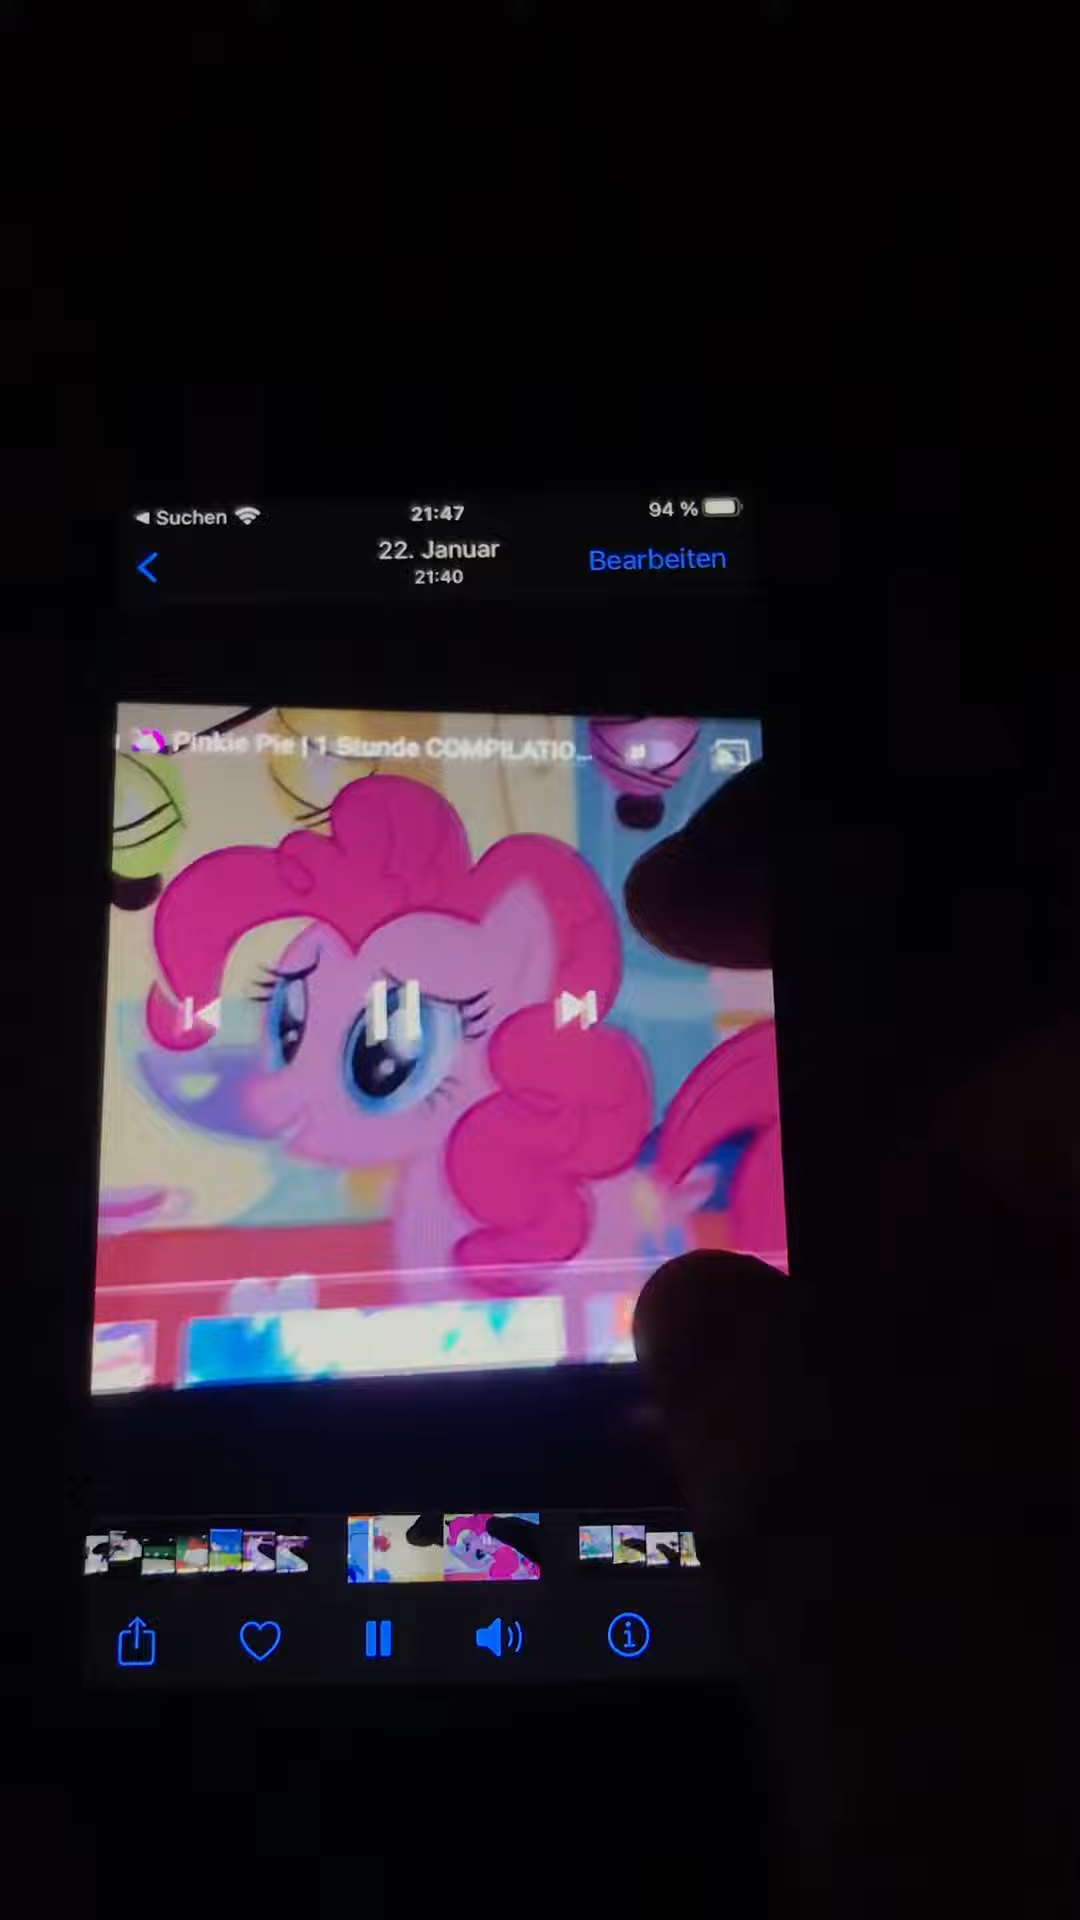 ◀ Suchen 21:47 94 %
22. Januar
21:40
Bearbeiten
Pinkie Pie | 1 Stunde COMPILATIO...